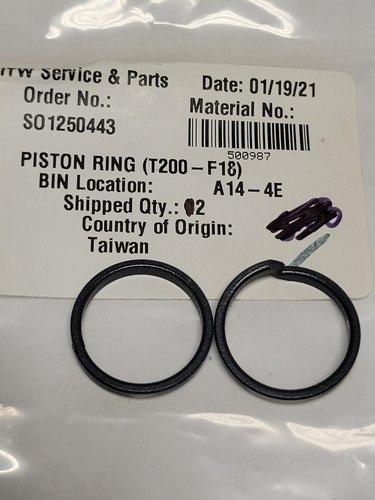 Service & Parts
Date: 01/19/21
Order No.:
Material No.:
SO1250443
500987
PISTON RING (T200-F18)
BIN Location: A14-4E
Shipped Qty.: 2
Country of Origin:
Taiwan